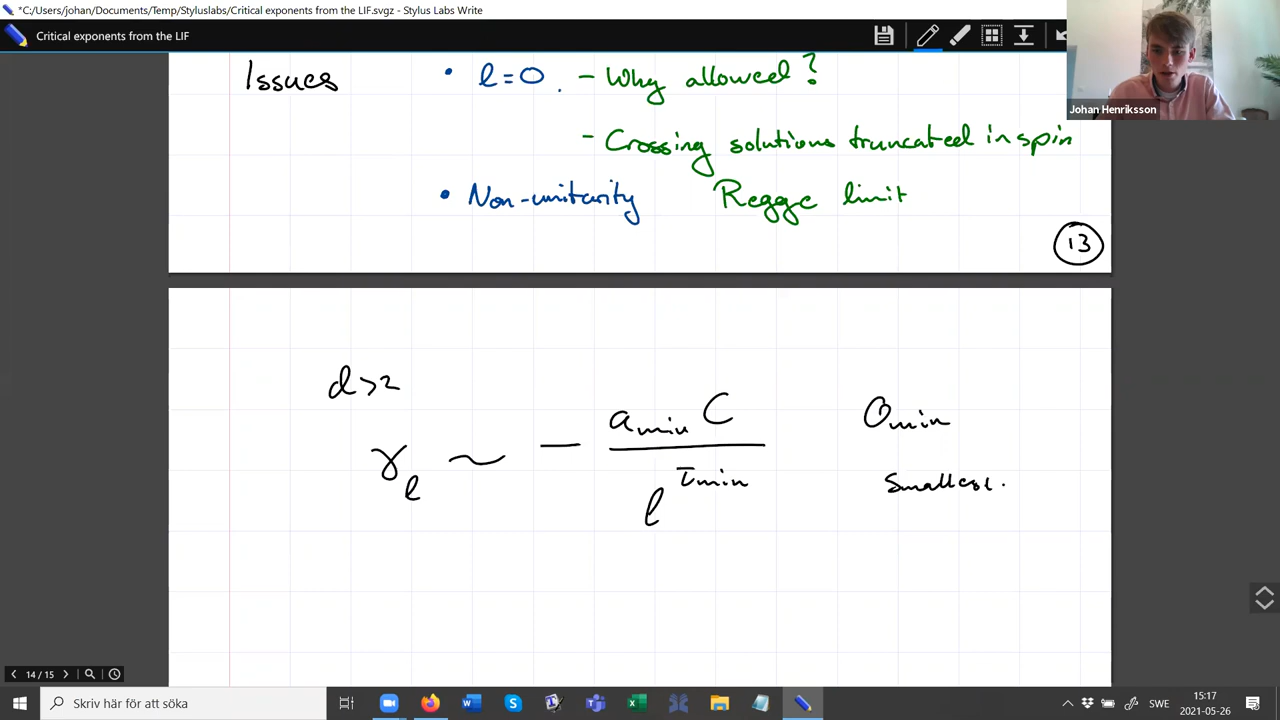 *C:/Users/johan/Documents/Temp/Styluslabs/Critical exponents from the LIF.svgz - Stylus Labs Write
Critical exponents from the LIF
Johan Henriksson
Issues
• l=0. - Why allowed?
- Crossing solutions truncated in spin
• Non-unitarity Regge limit
13
d>2
γ_l ~ - a_min C / l^τ_min
O_min
Smallest.
14 / 15
Skriv här för att söka
SWE
15:17
2021-05-26